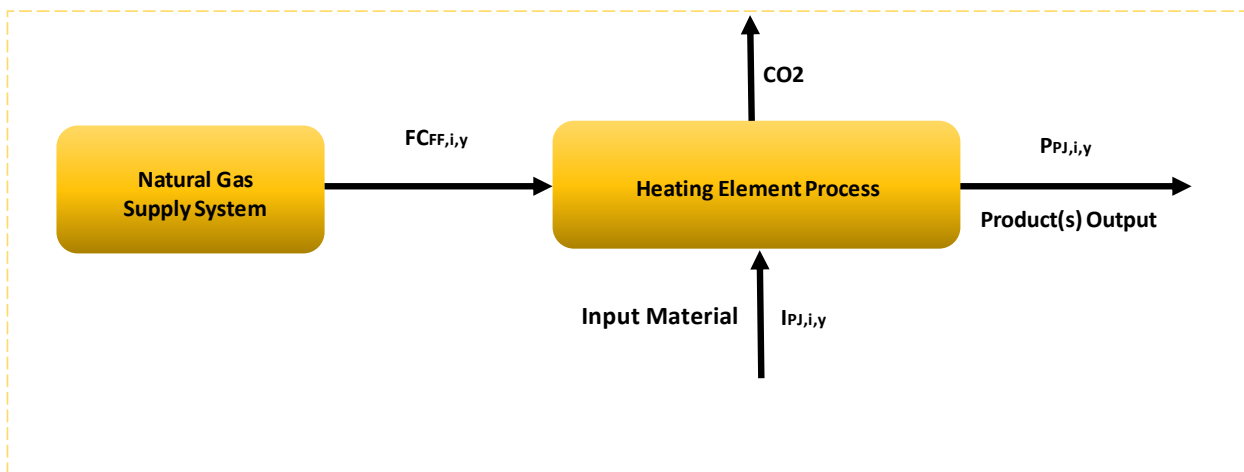 CO2
FCFF,i,y
PPJ,i,y
Natural Gas
Supply System
Heating Element Process
Product(s) Output
Input Material
IPJ,i,y